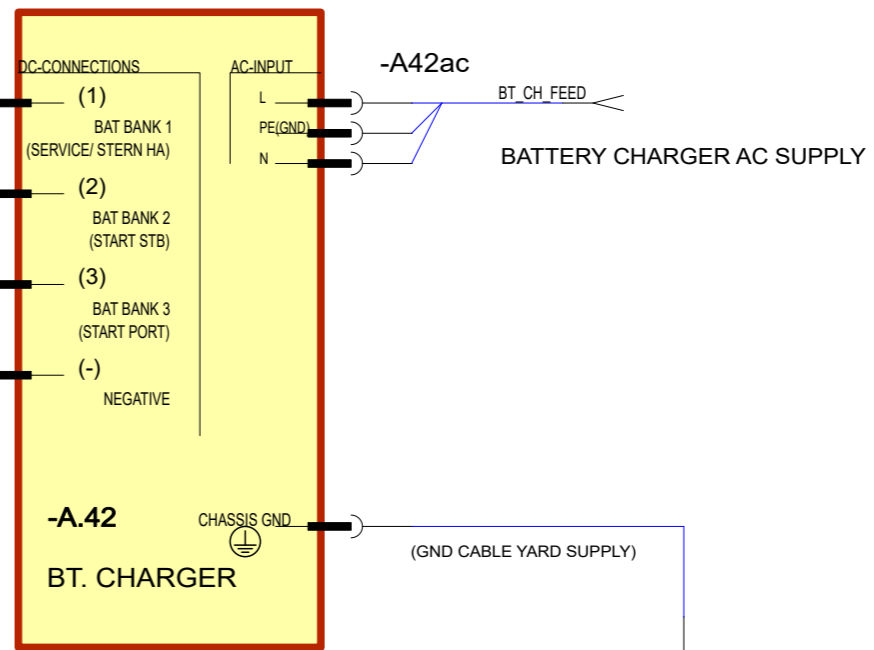 DC-CONNECTIONS
AC-INPUT
-A42ac
(1)
L
BT_CH_FEED
BAT BANK 1
(SERVICE/ STERN HA)
PE(GND)
N
BATTERY CHARGER AC SUPPLY
(2)
BAT BANK 2
(START STB)
(3)
BAT BANK 3
(START PORT)
(-)
NEGATIVE
-A.42
CHASSIS GND
(GND CABLE YARD SUPPLY)
BT. CHARGER